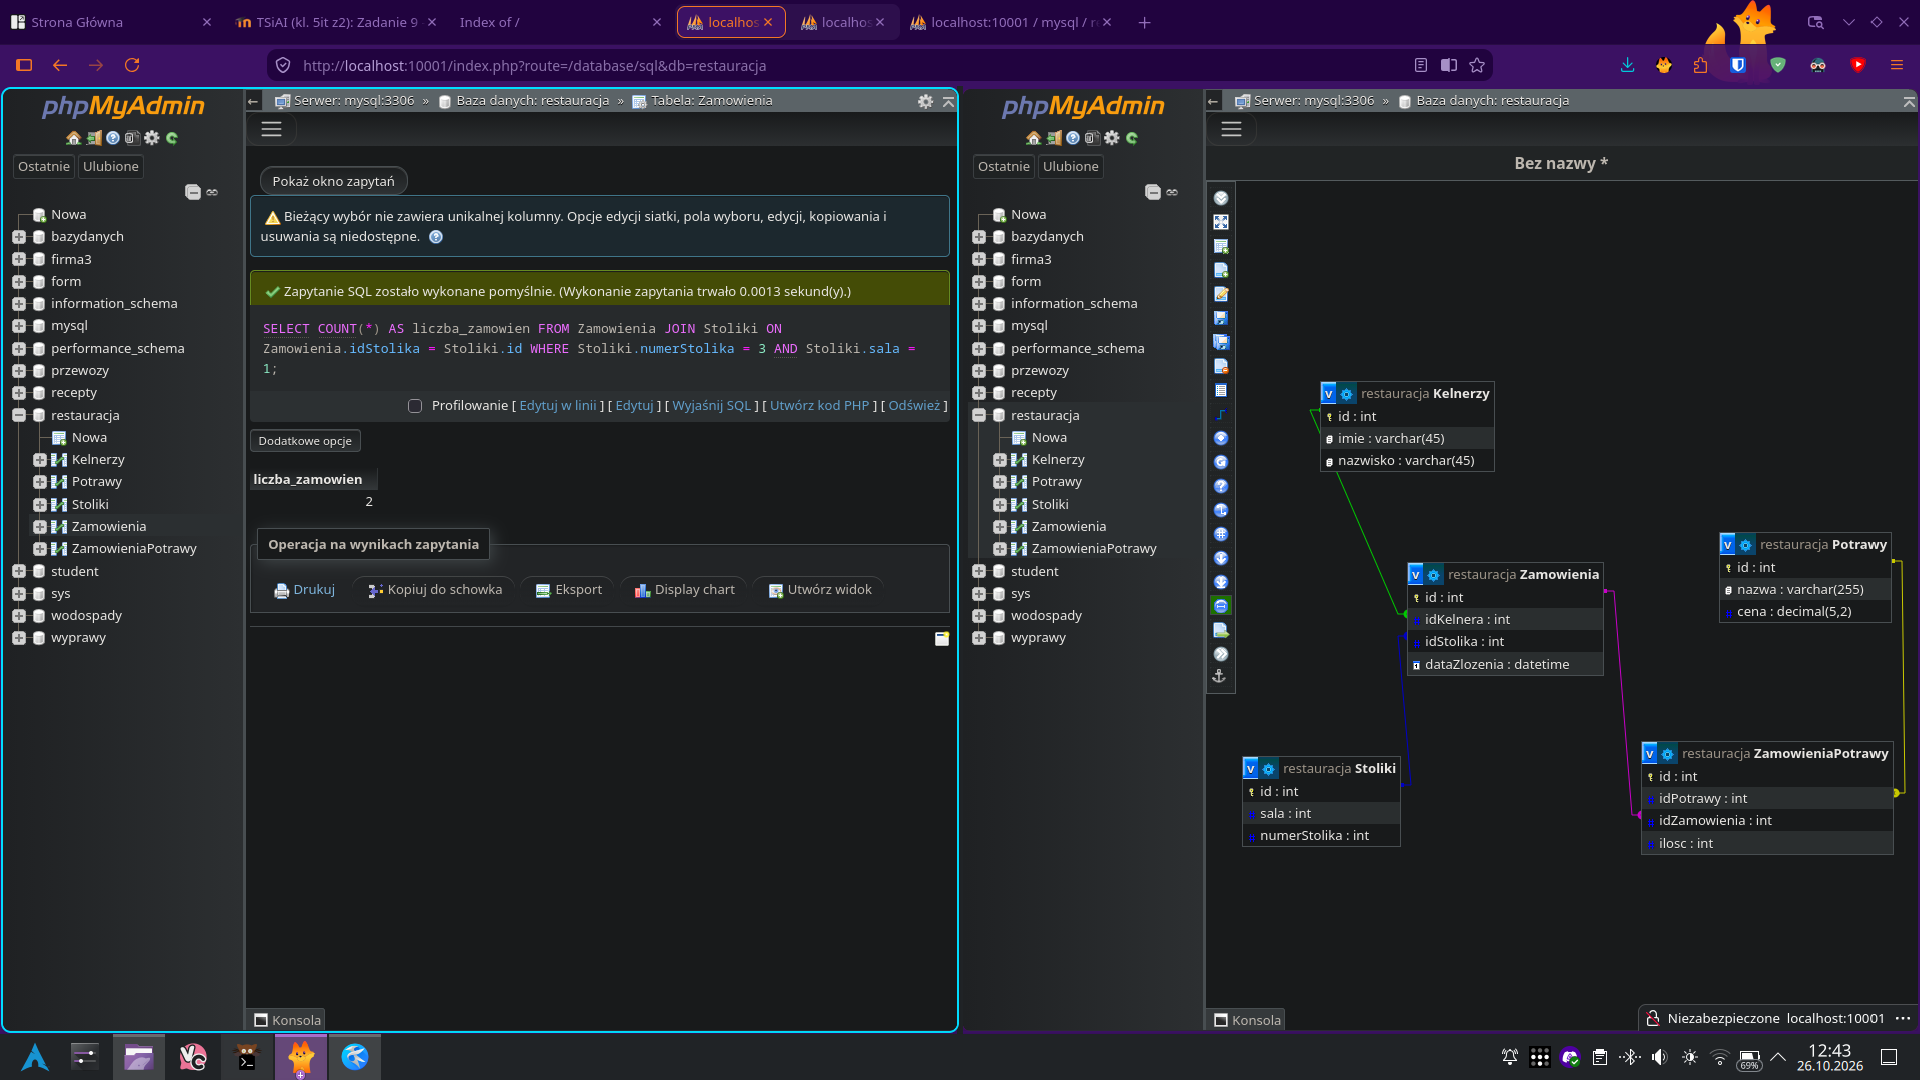 Strona Główna
TSiAI (kl. 5it z2): Zadanie 9
Index of /
localhos
localhos
localhost:10001 / mysql / r
http://localhost:10001/index.php?route=/database/sql&db=restauracja
phpMyAdmin
Ostatnie
Ulubione
Nowa
bazydanych
firma3
form
information_schema
mysql
performance_schema
przewozy
recepty
restauracja
Nowa
Kelnerzy
Potrawy
Stoliki
Zamowienia
ZamowieniaPotrawy
student
sys
wodospady
wyprawy
Serwer: mysql:3306 » Baza danych: restauracja » Tabela: Zamowienia
Pokaż okno zapytań
Bieżący wybór nie zawiera unikalnej kolumny. Opcje edycji siatki, pola wyboru, edycji, kopiowania i
usuwania są niedostępne.
Zapytanie SQL zostało wykonane pomyślnie. (Wykonanie zapytania trwało 0.0013 sekund(y).)
SELECT COUNT(*) AS liczba_zamowien FROM Zamowienia JOIN Stoliki ON
Zamowienia.idStolika = Stoliki.id WHERE Stoliki.numerStolika = 3 AND Stoliki.sala =
1;
Profilowanie [ Edytuj w linii ] [ Edytuj ] [ Wyjaśnij SQL ] [ Utwórz kod PHP ] [ Odśwież ]
Dodatkowe opcje
liczba_zamowien
2
Operacja na wynikach zapytania
Drukuj
Kopiuj do schowka
Eksport
Display chart
Utwórz widok
Konsola
phpMyAdmin
Ostatnie
Ulubione
Nowa
bazydanych
firma3
form
information_schema
mysql
performance_schema
przewozy
recepty
restauracja
Nowa
Kelnerzy
Potrawy
Stoliki
Zamowienia
ZamowieniaPotrawy
student
sys
wodospady
wyprawy
Serwer: mysql:3306 » Baza danych: restauracja
Bez nazwy *
v restauracja Kelnerzy
id : int
imie : varchar(45)
nazwisko : varchar(45)
v restauracja Potrawy
id : int
nazwa : varchar(255)
cena : decimal(5,2)
v restauracja Zamowienia
id : int
idKelnera : int
idStolika : int
dataZlozenia : datetime
v restauracja Stoliki
id : int
sala : int
numerStolika : int
v restauracja ZamowieniaPotrawy
id : int
idPotrawy : int
idZamowienia : int
ilosc : int
Konsola
Niezabezpieczone localhost:10001
69%
12:43
26.10.2026